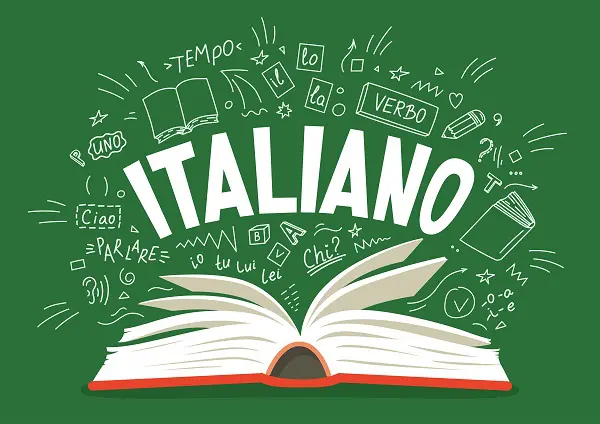 TEMPO
lo
il
la
VERBO
UNO
ITALIANO
Ciao
PARLARE
io tu lui lei
B
A
Chi?
T
-o -a
-i -e